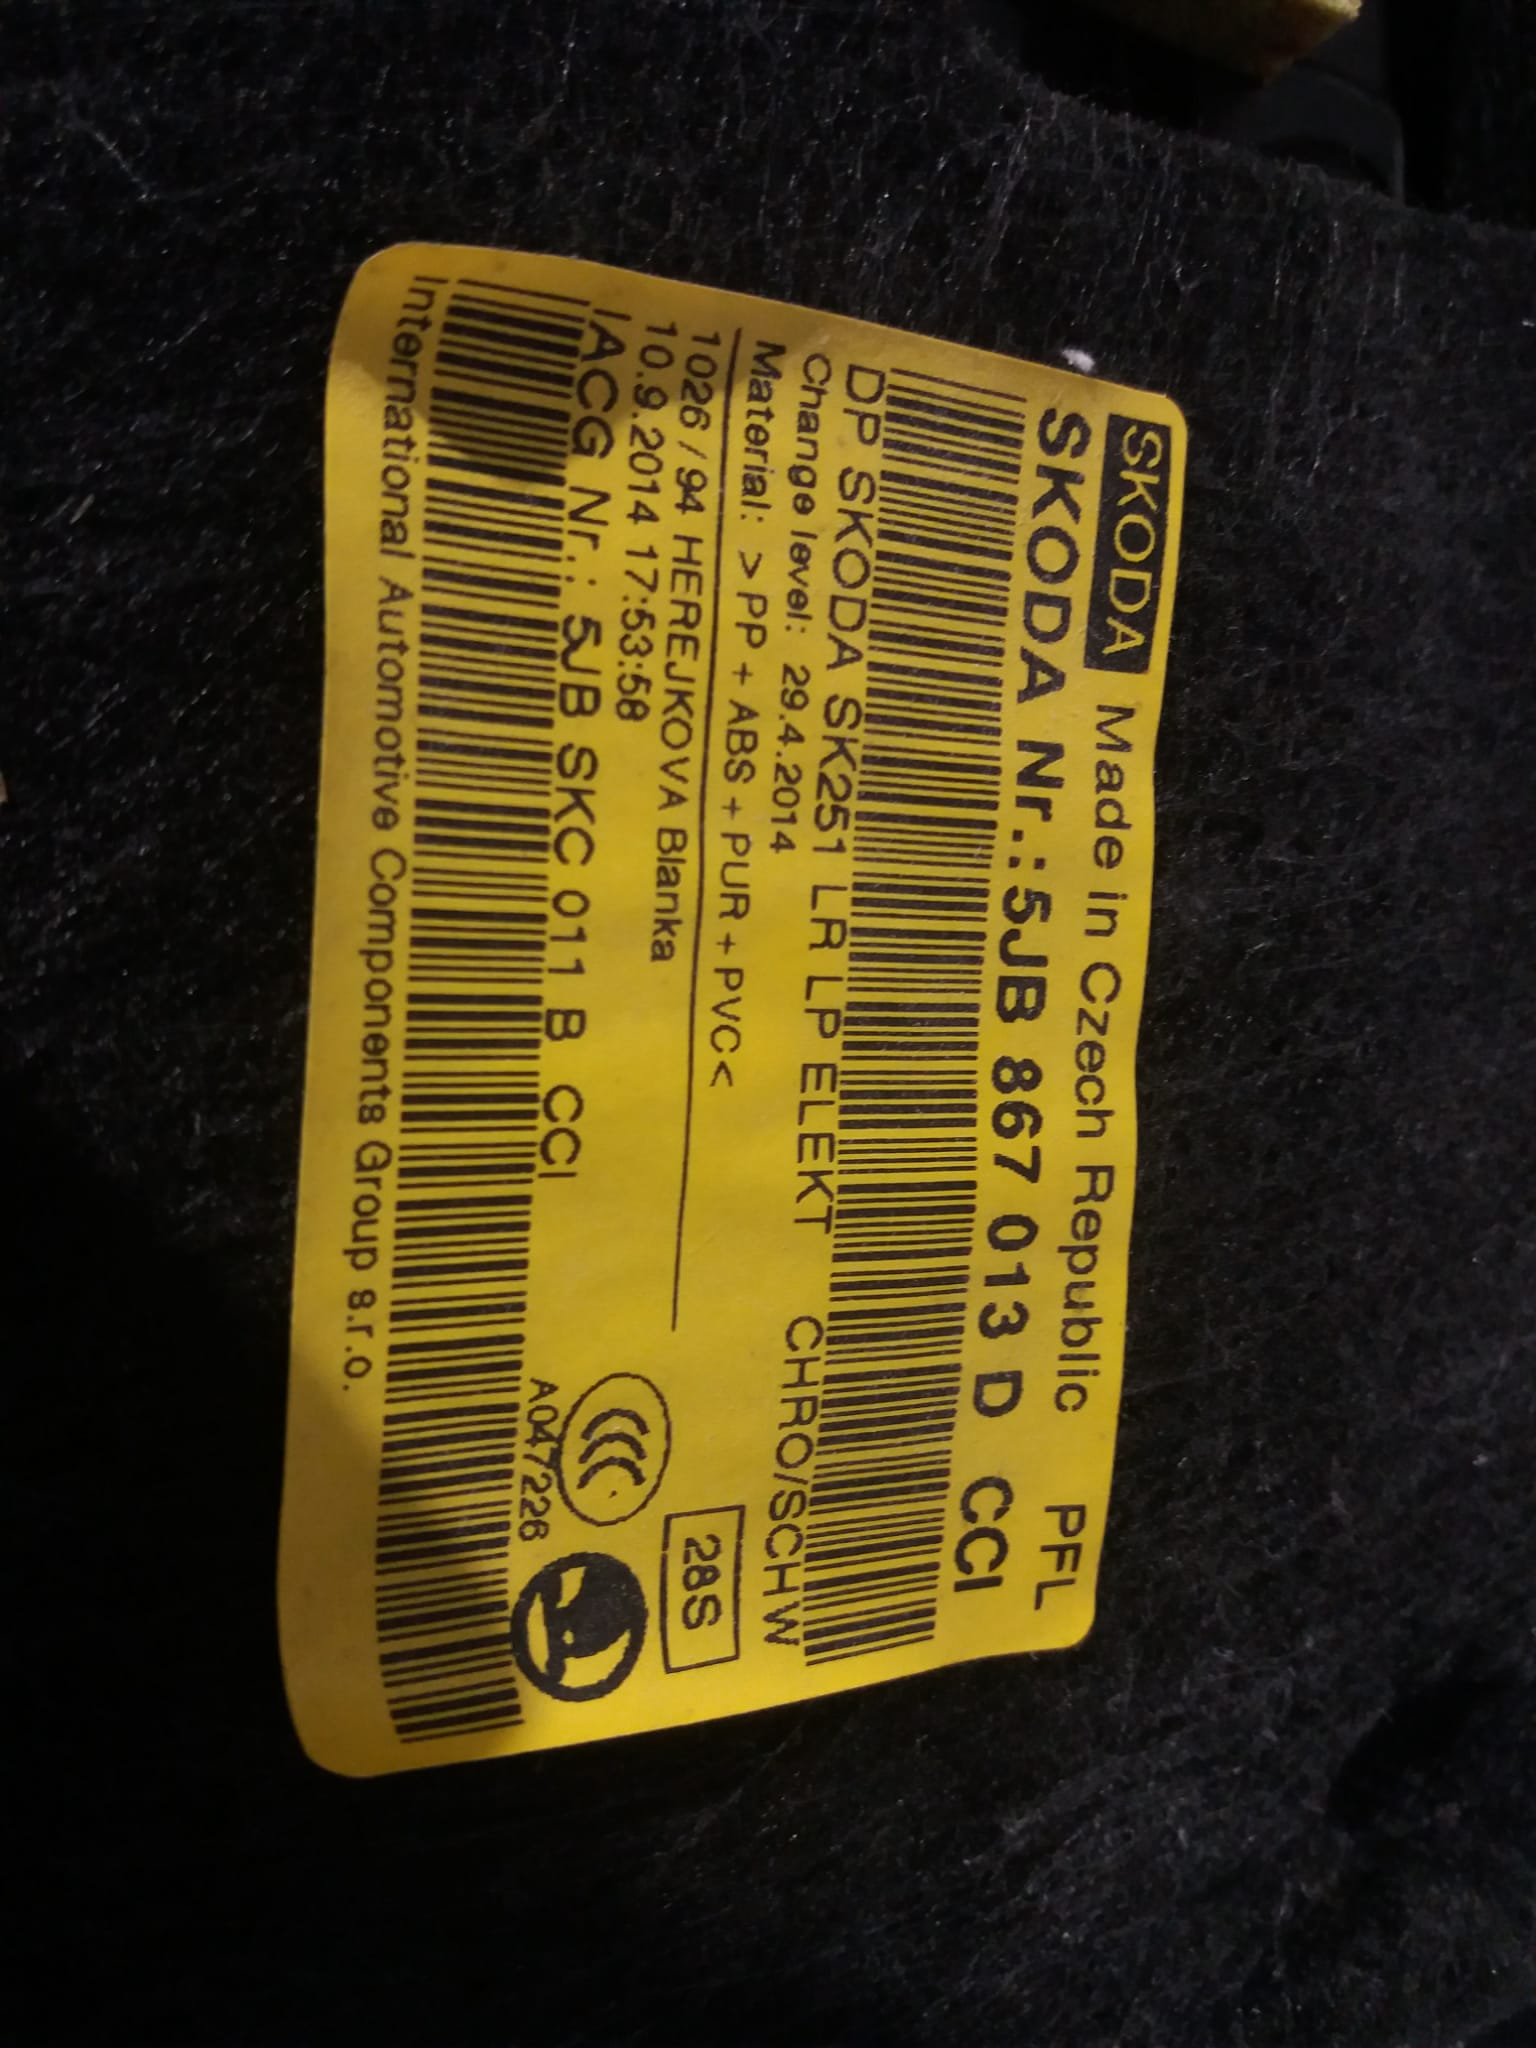 SKODA Made in Czech Republic PFL
SKODA Nr.: 5JB 867 013 D CCI
DP SKODA SK251 LR LP ELEKT CHRO/SCHW
Change level: 29.4.2014
Material: >PP + ABS + PUR + PVC<
28S
1026 / 94 HEREJKOVA Blanka
10.9.2014 17:53:58
IACG Nr.: 5JB SKC 011 B CCI
A047226
International Automotive Components Group s.r.o.